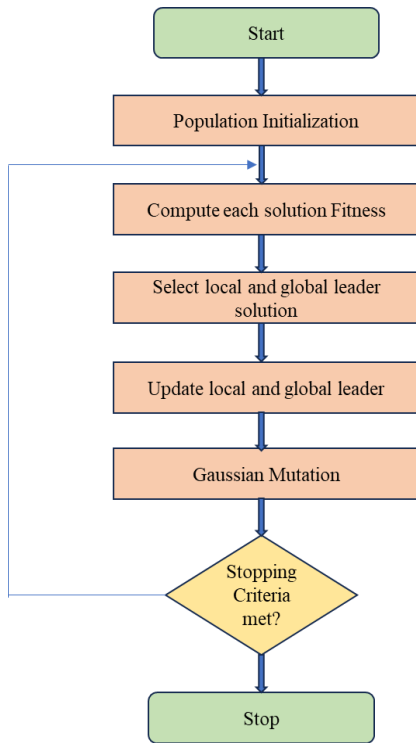 Start
Population Initialization
Compute each solution Fitness
Select local and global leader
solution
Update local and global leader
Gaussian Mutation
Stopping
Criteria
met?
Stop